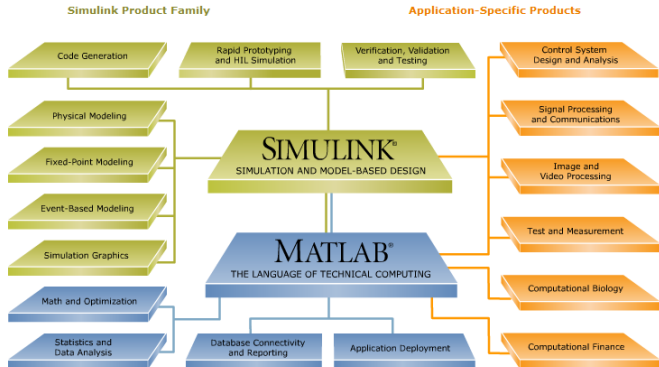 Simulink Product Family
Application-Specific Products
Code Generation
Rapid Prototyping
and HIL Simulation
Verification, Validation
and Testing
Control System
Design and Analysis
Physical Modeling
Signal Processing
and Communications
SIMULINK®
SIMULATION AND MODEL-BASED DESIGN
Fixed-Point Modeling
Image and
Video Processing
Event-Based Modeling
Test and Measurement
Simulation Graphics
MATLAB®
THE LANGUAGE OF TECHNICAL COMPUTING
Math and Optimization
Computational Biology
Statistics and
Data Analysis
Database Connectivity
and Reporting
Application Deployment
Computational Finance